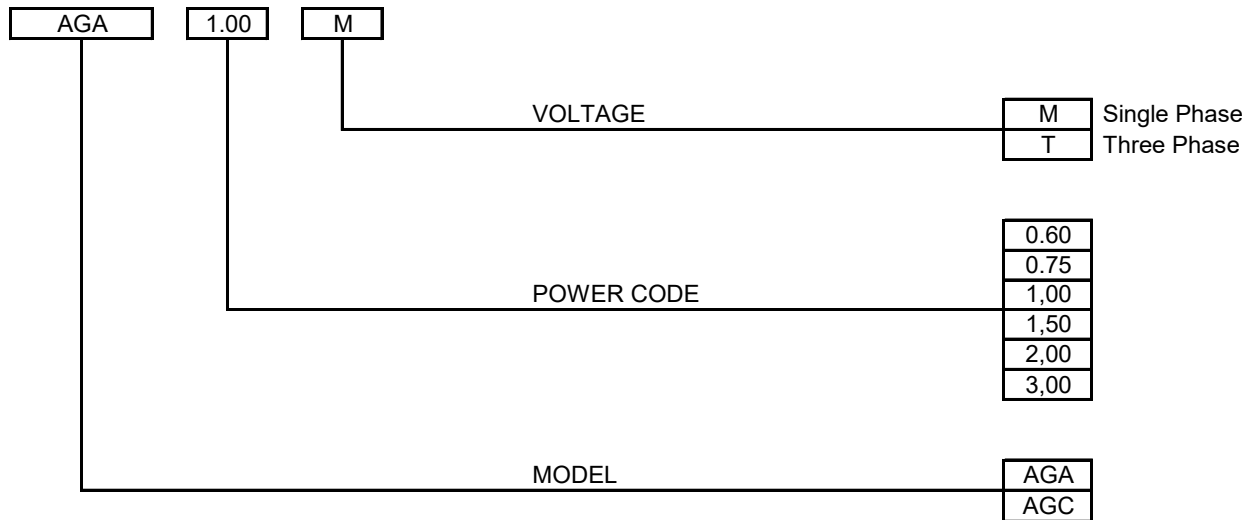 AGA 1.00 M
VOLTAGE M Single Phase
T Three Phase
0.60
0.75
POWER CODE 1,00
1,50
2,00
3,00
MODEL AGA
AGC